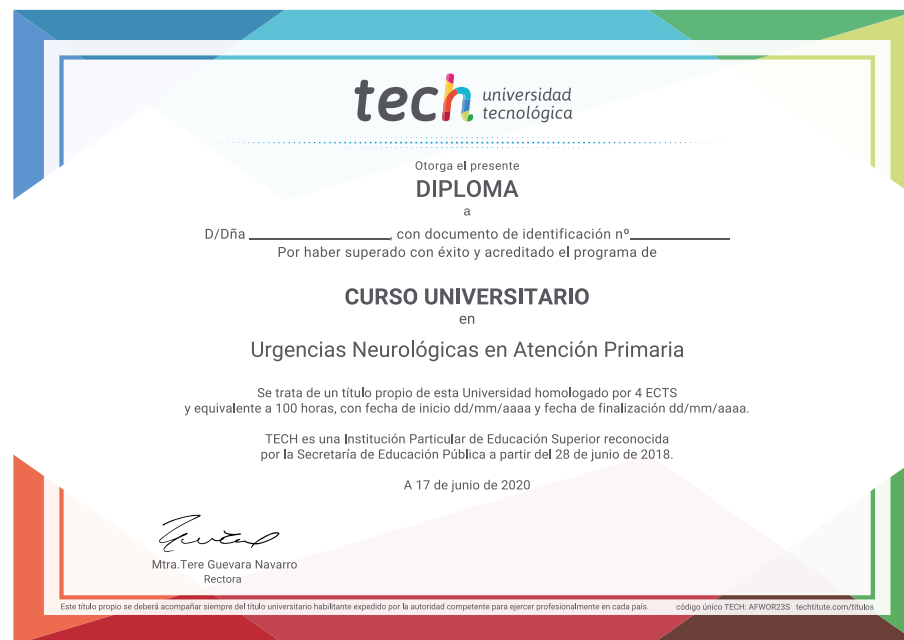 tech universidad
tecnológica
Otorga el presente
DIPLOMA
a
D/Dña ____________________, con documento de identificación nº______________
Por haber superado con éxito y acreditado el programa de
CURSO UNIVERSITARIO
en
Urgencias Neurológicas en Atención Primaria
Se trata de un título propio de esta Universidad homologado por 4 ECTS
y equivalente a 100 horas, con fecha de inicio dd/mm/aaaa y fecha de finalización dd/mm/aaaa.
TECH es una Institución Particular de Educación Superior reconocida
por la Secretaría de Educación Pública a partir del 28 de junio de 2018.
A 17 de junio de 2020
Mtra.Tere Guevara Navarro
Rectora
Este título propio se deberá acompañar siempre del título universitario habilitante expedido por la autoridad competente para ejercer profesionalmente en cada país. código único TECH: AFWOR23S techtitute.com/titulos